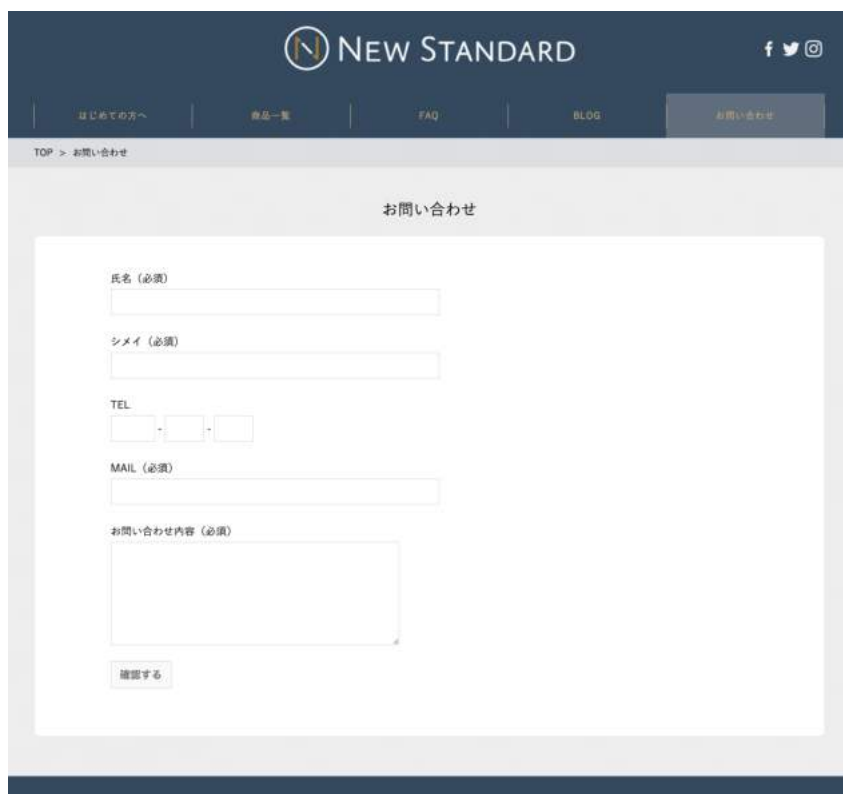 NEW STANDARD
はじめての方へ 商品一覧 FAQ BLOG お問い合わせ
TOP > お問い合わせ
お問い合わせ
氏名（必須）
シメイ（必須）
TEL
- -
MAIL（必須）
お問い合わせ内容（必須）
確認する